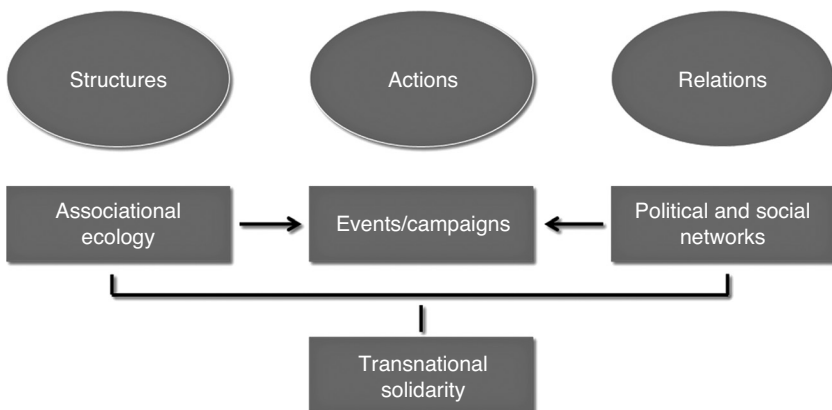 Structures
Actions
Relations
Associational
ecology
Events/campaigns
Political and social
networks
Transnational
solidarity